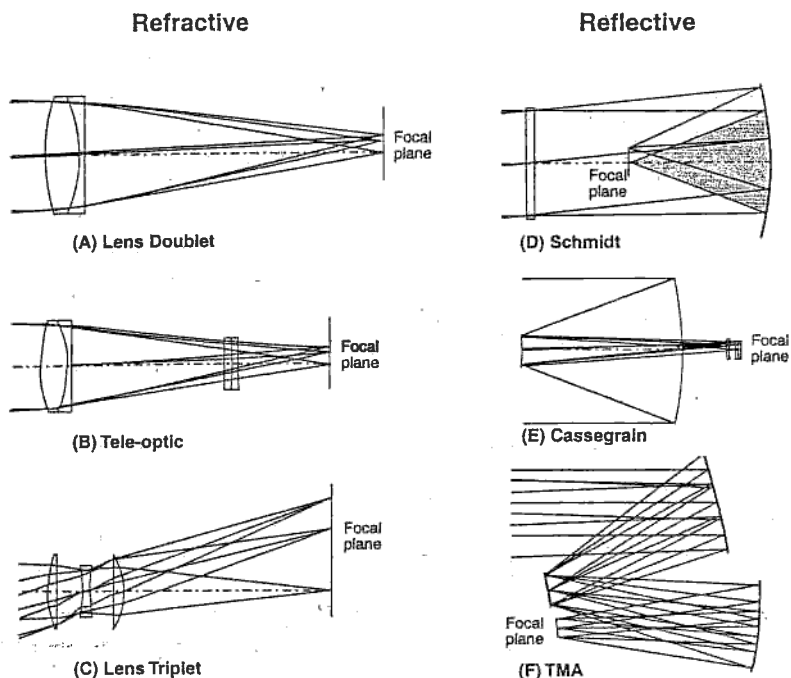 Refractive
Reflective
Focal
plane
(A) Lens Doublet
Focal
plane
(B) Tele-optic
Focal
plane
(C) Lens Triplet
Focal
plane
(D) Schmidt
Focal
plane
(E) Cassegrain
Focal
plane
(F) TMA